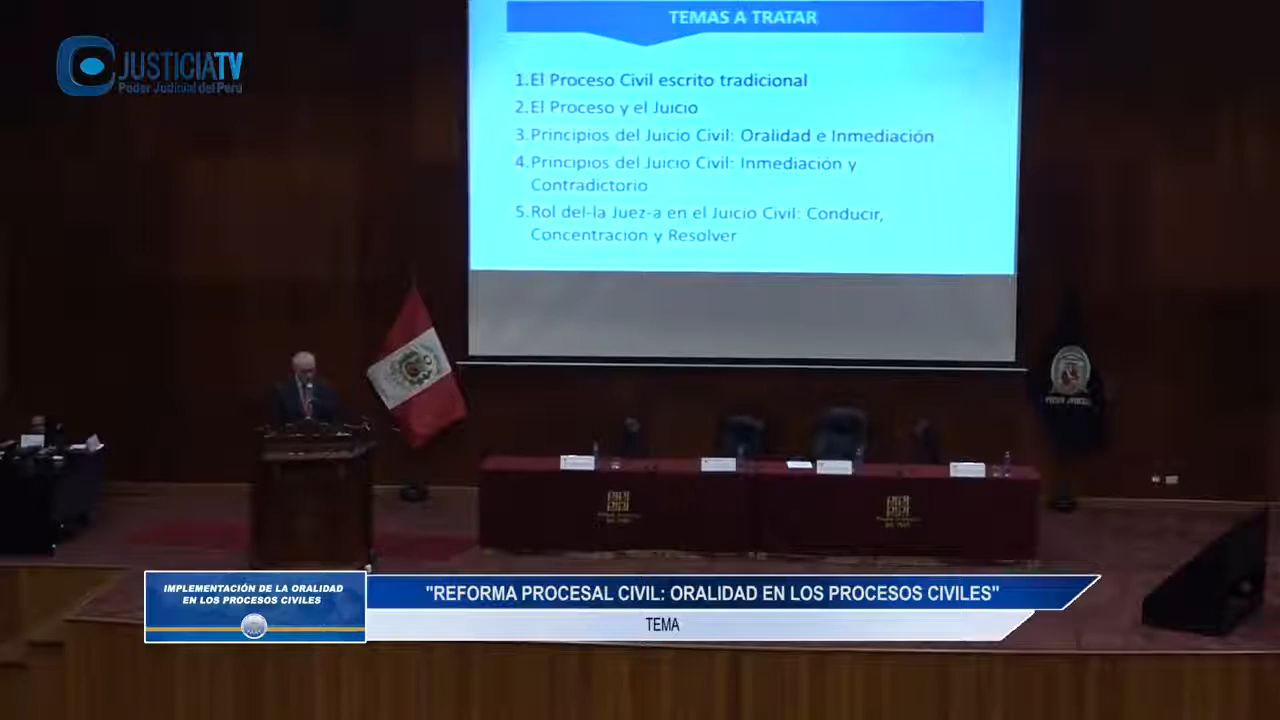 JUSTICIATV
Poder Judicial del Perú
TEMAS A TRATAR
1.El Proceso Civil escrito tradicional
2.El Proceso y el Juicio
3.Principios del Juicio Civil: Oralidad e Inmediación
4.Principios del Juicio Civil: Inmediación y
Contradictorio
5.Rol del-la Juez-a en el Juicio Civil: Conducir,
Concentración y Resolver
PODER JUDICIAL
IMPLEMENTACIÓN DE LA ORALIDAD
EN LOS PROCESOS CIVILES
"REFORMA PROCESAL CIVIL: ORALIDAD EN LOS PROCESOS CIVILES"
TEMA